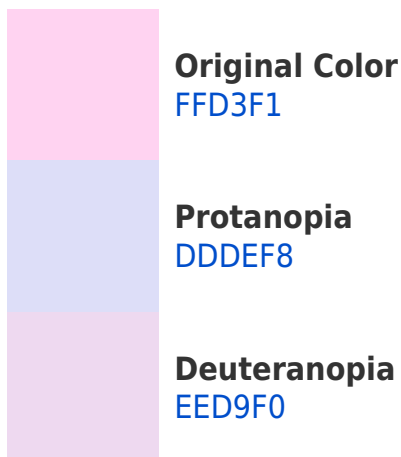 Original Color
FFD3F1
Protanopia
DDDEF8
Deuteranopia
EED9F0